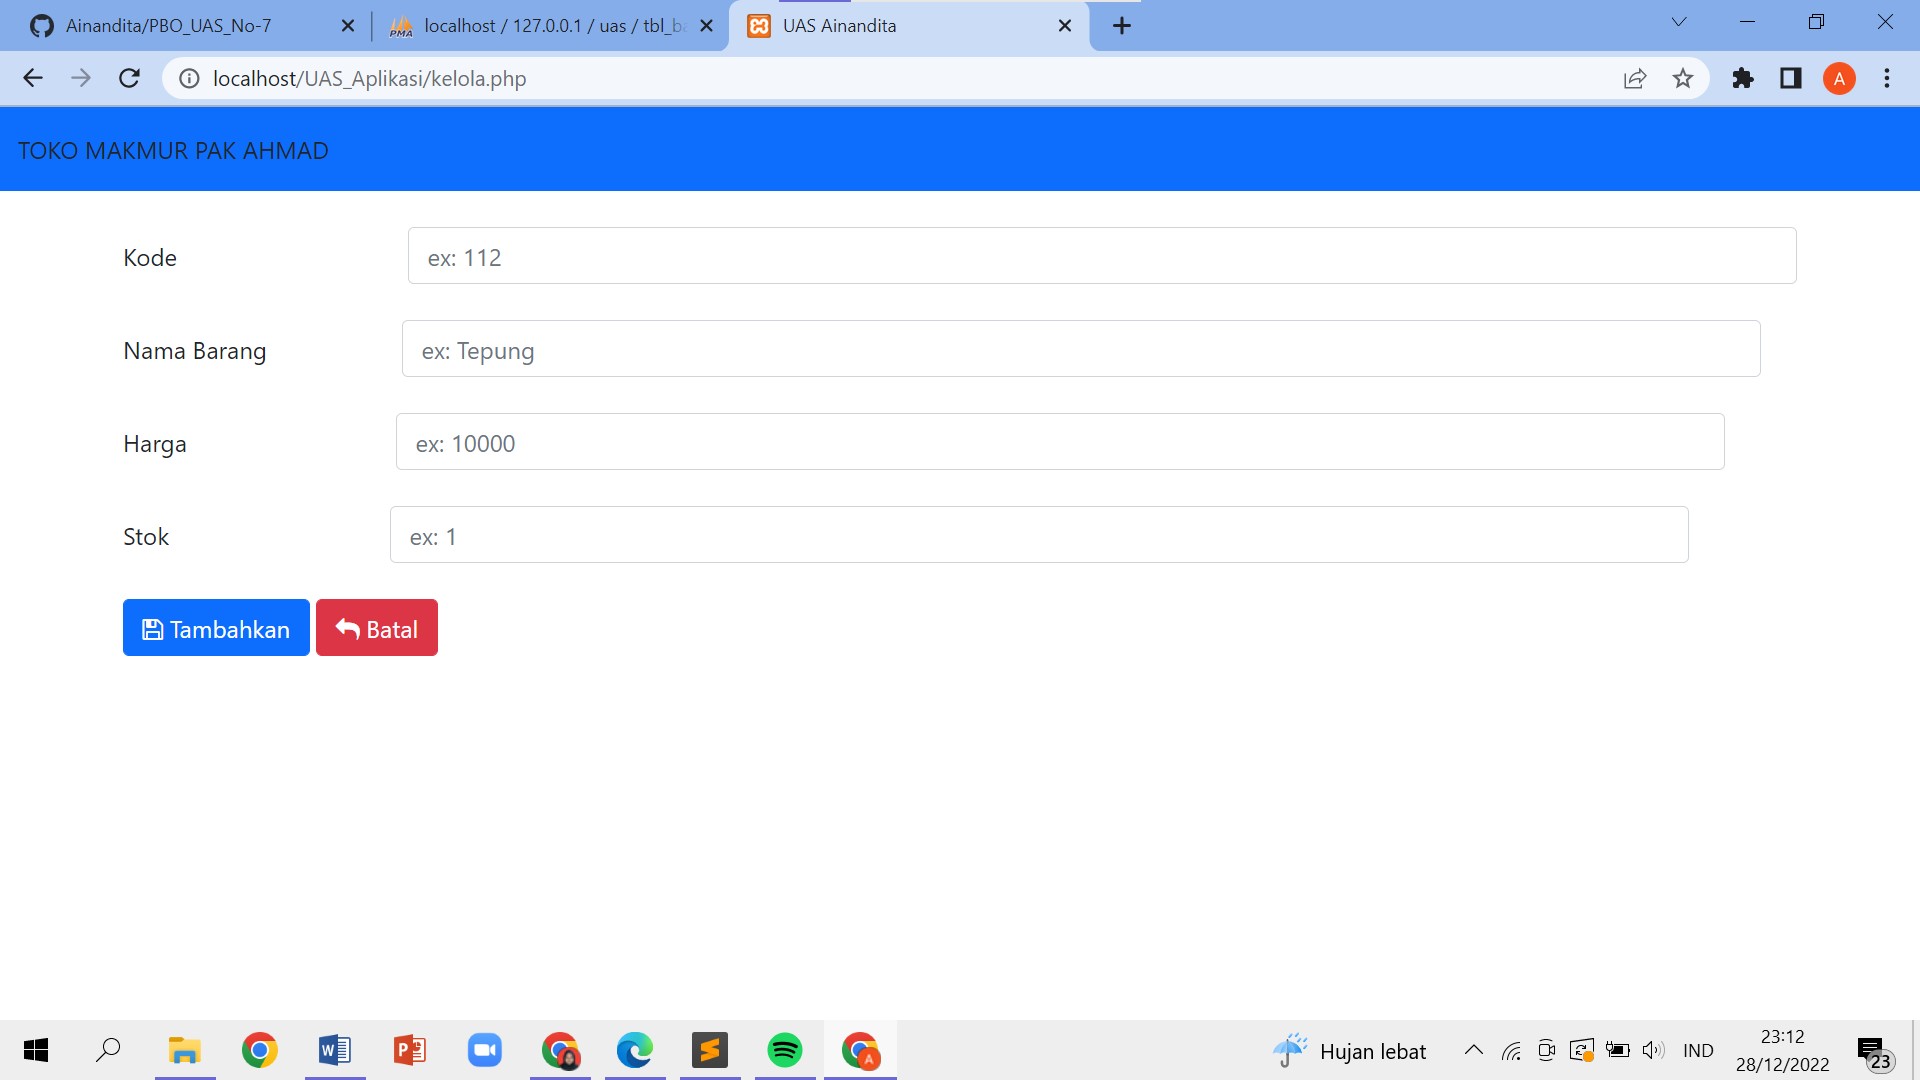 Ainandita/PBO_UAS_No-7
localhost / 127.0.0.1 / uas / tbl_ba
UAS Ainandita
localhost/UAS_Aplikasi/kelola.php
A
TOKO MAKMUR PAK AHMAD
Kode
ex: 112
Nama Barang
ex: Tepung
Harga
ex: 10000
Stok
ex: 1
Tambahkan
Batal
Hujan lebat
IND
23:12
28/12/2022
23